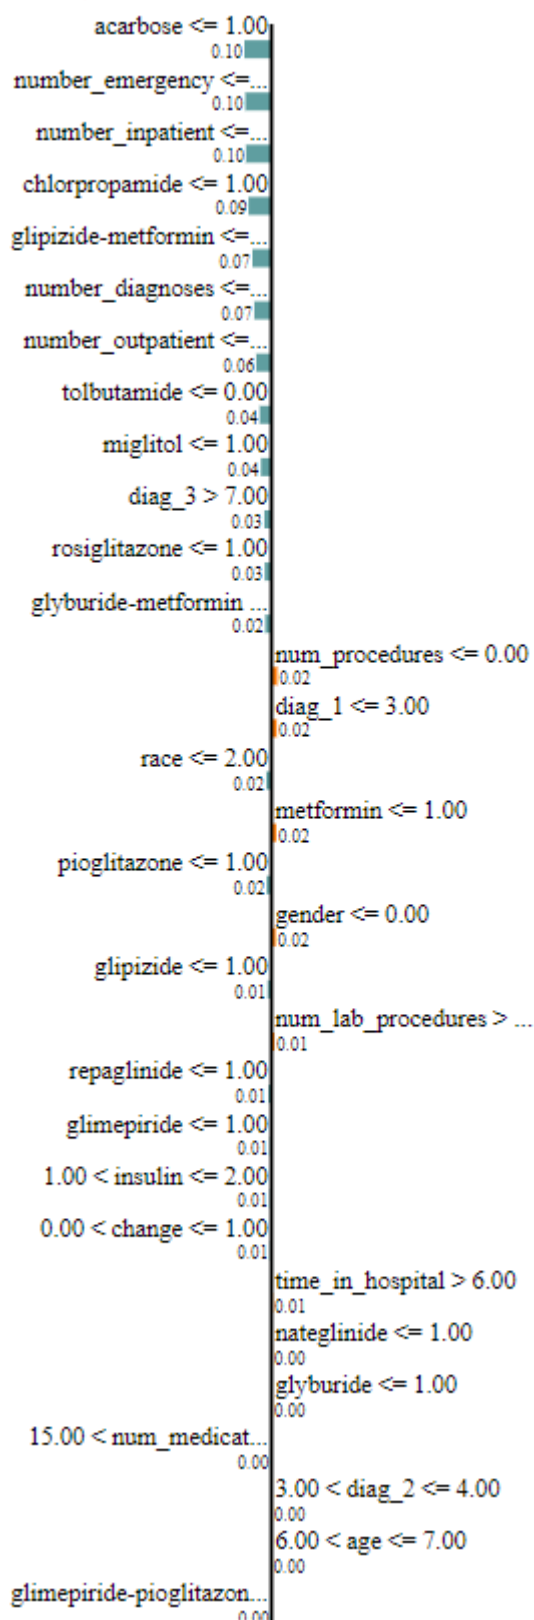 acarbose <= 1.00
0.10
number_emergency <=...
0.10
number_inpatient <=...
0.10
chlorpropamide <= 1.00
0.09
glipizide-metformin <=...
0.07
number_diagnoses <=...
0.07
number_outpatient <=...
0.06
tolbutamide <= 0.00
0.04
miglitol <= 1.00
0.04
diag_3 > 7.00
0.03
rosiglitazone <= 1.00
0.03
glyburide-metformin ...
0.02
num_procedures <= 0.00
0.02
diag_1 <= 3.00
0.02
race <= 2.00
0.02
metformin <= 1.00
0.02
pioglitazone <= 1.00
0.02
gender <= 0.00
0.02
glipizide <= 1.00
0.01
num_lab_procedures > ...
0.01
repaglinide <= 1.00
0.01
glimepiride <= 1.00
0.01
1.00 < insulin <= 2.00
0.01
0.00 < change <= 1.00
0.01
time_in_hospital > 6.00
0.01
nateglinide <= 1.00
0.00
glyburide <= 1.00
0.00
15.00 < num_medicat...
0.00
3.00 < diag_2 <= 4.00
0.00
6.00 < age <= 7.00
0.00
glimepiride-pioglitazon...
0.00